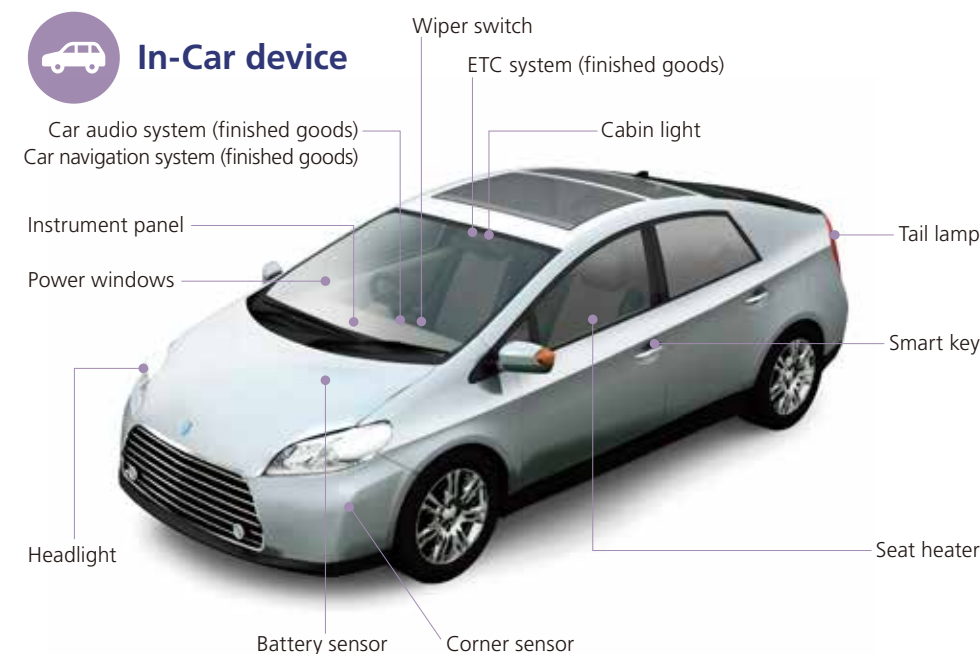 In-Car device
Wiper switch
ETC system (finished goods)
Car audio system (finished goods)
Car navigation system (finished goods)
Cabin light
Instrument panel
Power windows
Tail lamp
Smart key
Headlight
Seat heater
Battery sensor
Corner sensor